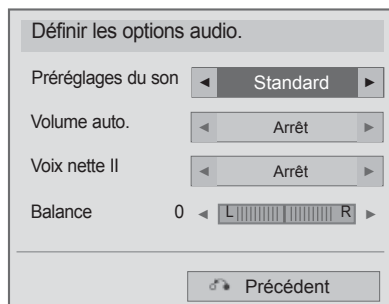 Définir les options audio.
Préréglages du son ◄ Standard ►
Volume auto. ◄ Arrêt ►
Voix nette II ◄ Arrêt ►
Balance 0 ◄ L R ►
Précédent